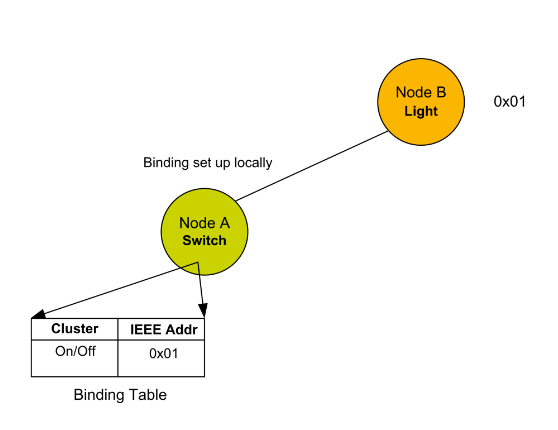 Node B
Light
0x01
Binding set up locally
Node A
Switch
Cluster IEEE Addr
On/Off 0x01
Binding Table